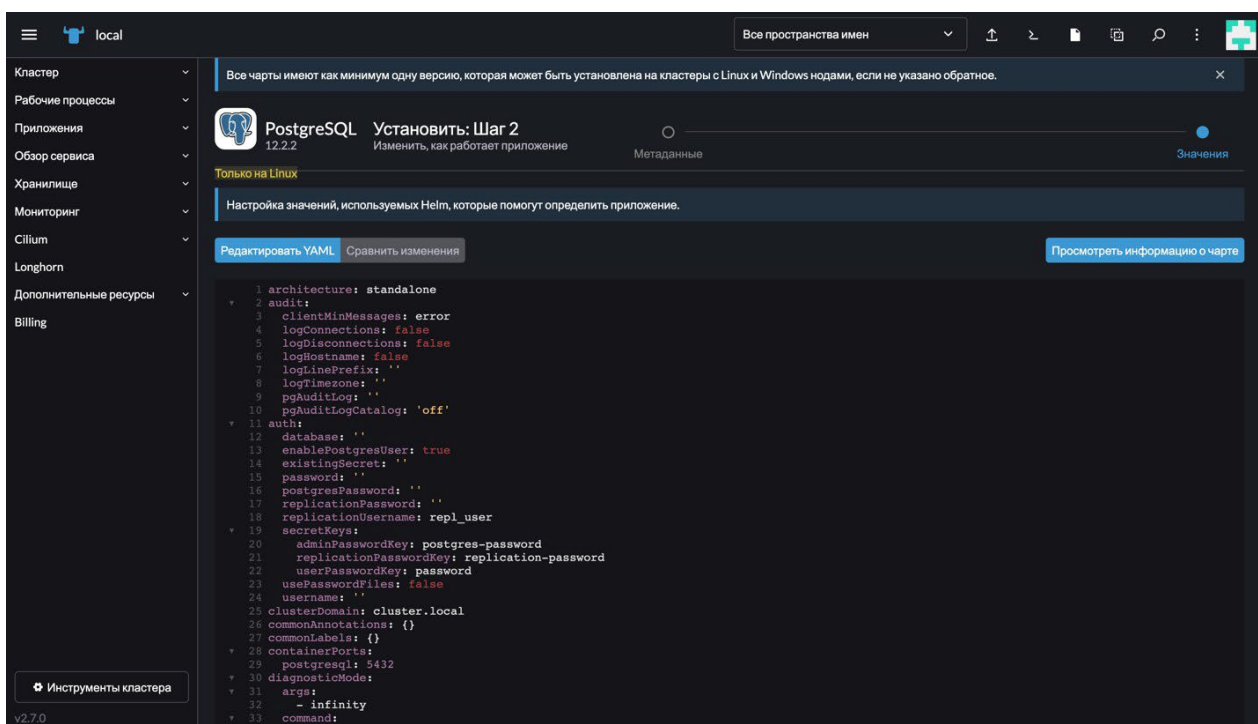 local
Все пространства имен
Кластер
Рабочие процессы
Приложения
Обзор сервиса
Хранилище
Мониторинг
Cilium
Longhorn
Дополнительные ресурсы
Billing
Инструменты кластера
v2.7.0
Все чарты имеют как минимум одну версию, которая может быть установлена на кластеры с Linux и Windows нодами, если не указано обратное.
PostgreSQL
12.2.2
Установить: Шаг 2
Изменить, как работает приложение
Метаданные
Значения
Только на Linux
Настройка значений, используемых Helm, которые помогут определить приложение.
Редактировать YAML Сравнить изменения
Просмотреть информацию о чарте
1 architecture: standalone
2 audit:
3 clientMinMessages: error
4 logConnections: false
5 logDisconnections: false
6 logHostname: false
7 logLinePrefix: ''
8 logTimezone: ''
9 pgAuditLog: ''
10 pgAuditLogCatalog: 'off'
11 auth:
12 database: ''
13 enablePostgresUser: true
14 existingSecret: ''
15 password: ''
16 postgresPassword: ''
17 replicationPassword: ''
18 replicationUsername: repl_user
19 secretKeys:
20 adminPasswordKey: postgres-password
21 replicationPasswordKey: replication-password
22 userPasswordKey: password
23 usePasswordFiles: false
24 username: ''
25 clusterDomain: cluster.local
26 commonAnnotations: {}
27 commonLabels: {}
28 containerPorts:
29 postgresql: 5432
30 diagnosticMode:
31 args:
32 - infinity
33 command: